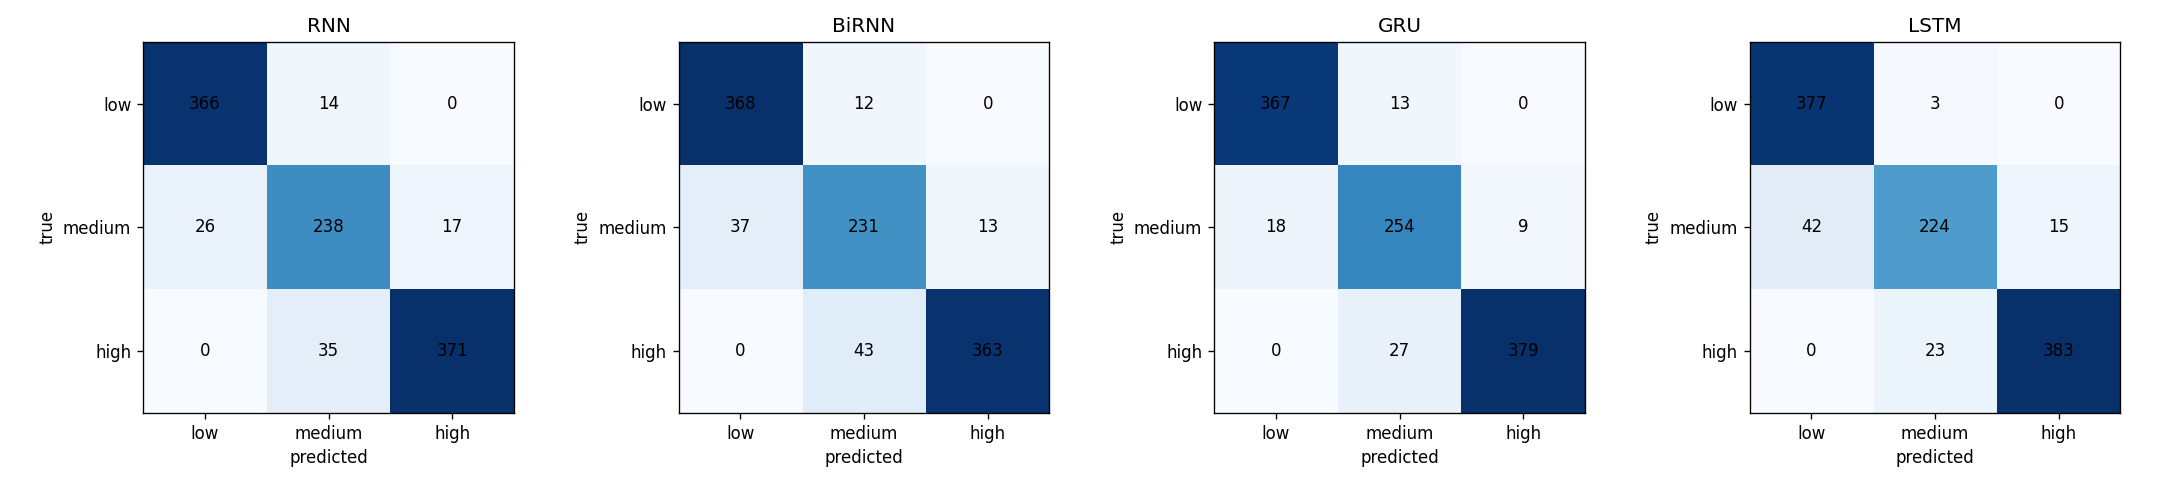 RNN
low 366 14 0
medium 26 238 17
high 0 35 371
low medium high
predicted
true
BiRNN
low 368 12 0
medium 37 231 13
high 0 43 363
low medium high
predicted
true
GRU
low 367 13 0
medium 18 254 9
high 0 27 379
low medium high
predicted
true
LSTM
low 377 3 0
medium 42 224 15
high 0 23 383
low medium high
predicted
true